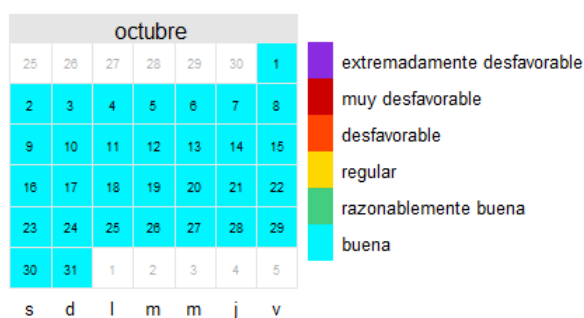 octubre
25 26 27 28 29 30 1
2 3 4 5 6 7 8
9 10 11 12 13 14 15
16 17 18 19 20 21 22
23 24 25 26 27 28 29
30 31 1 2 3 4 5
s d l m m j v
extremadamente desfavorable
muy desfavorable
desfavorable
regular
razonablemente buena
buena